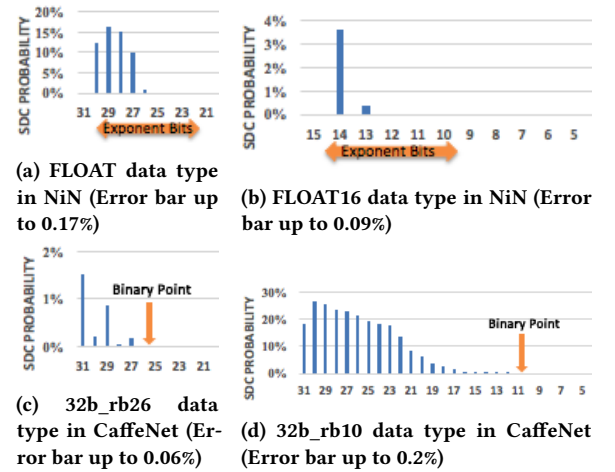 SDC PROBABILITY
20%
15%
10%
5%
0%
31 29 27 25 23 21
Exponent Bits
(a) FLOAT data type
in NiN (Error bar up
to 0.17%)
SDC PROBABILITY
4%
3%
2%
1%
0%
15 14 13 12 11 10 9 8 7 6 5
Exponent Bits
(b) FLOAT16 data type in NiN (Error
bar up to 0.09%)
SDC PROBABILITY
2%
1%
0%
Binary Point
31 29 27 25 23 21
(c) 32b_rb26 data
type in CaffeNet (Er-
ror bar up to 0.06%)
SDC PROBABILITY
30%
20%
10%
0%
Binary Point
31 29 27 25 23 21 19 17 15 13 11 9 7 5
(d) 32b_rb10 data type in CaffeNet
(Error bar up to 0.2%)